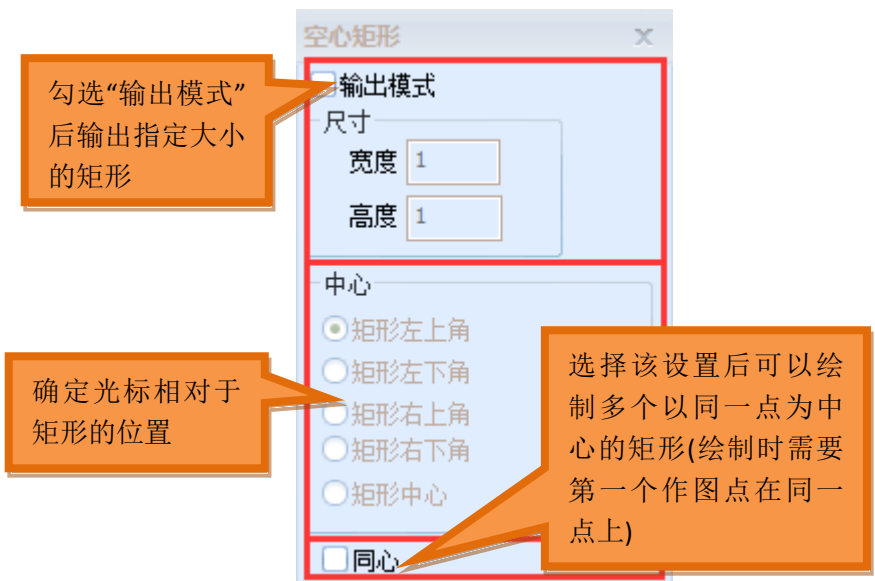 空心矩形 x
勾选“输出模式”
后输出指定大小
的矩形
输出模式
尺寸
宽度 1
高度 1
中心
矩形左上角
矩形左下角
矩形右上角
矩形右下角
矩形中心
确定光标相对于
矩形的位置
选择该设置后可以绘
制多个以同一点为中
心的矩形(绘制时需要
第一个作图点在同一
点上)
同心